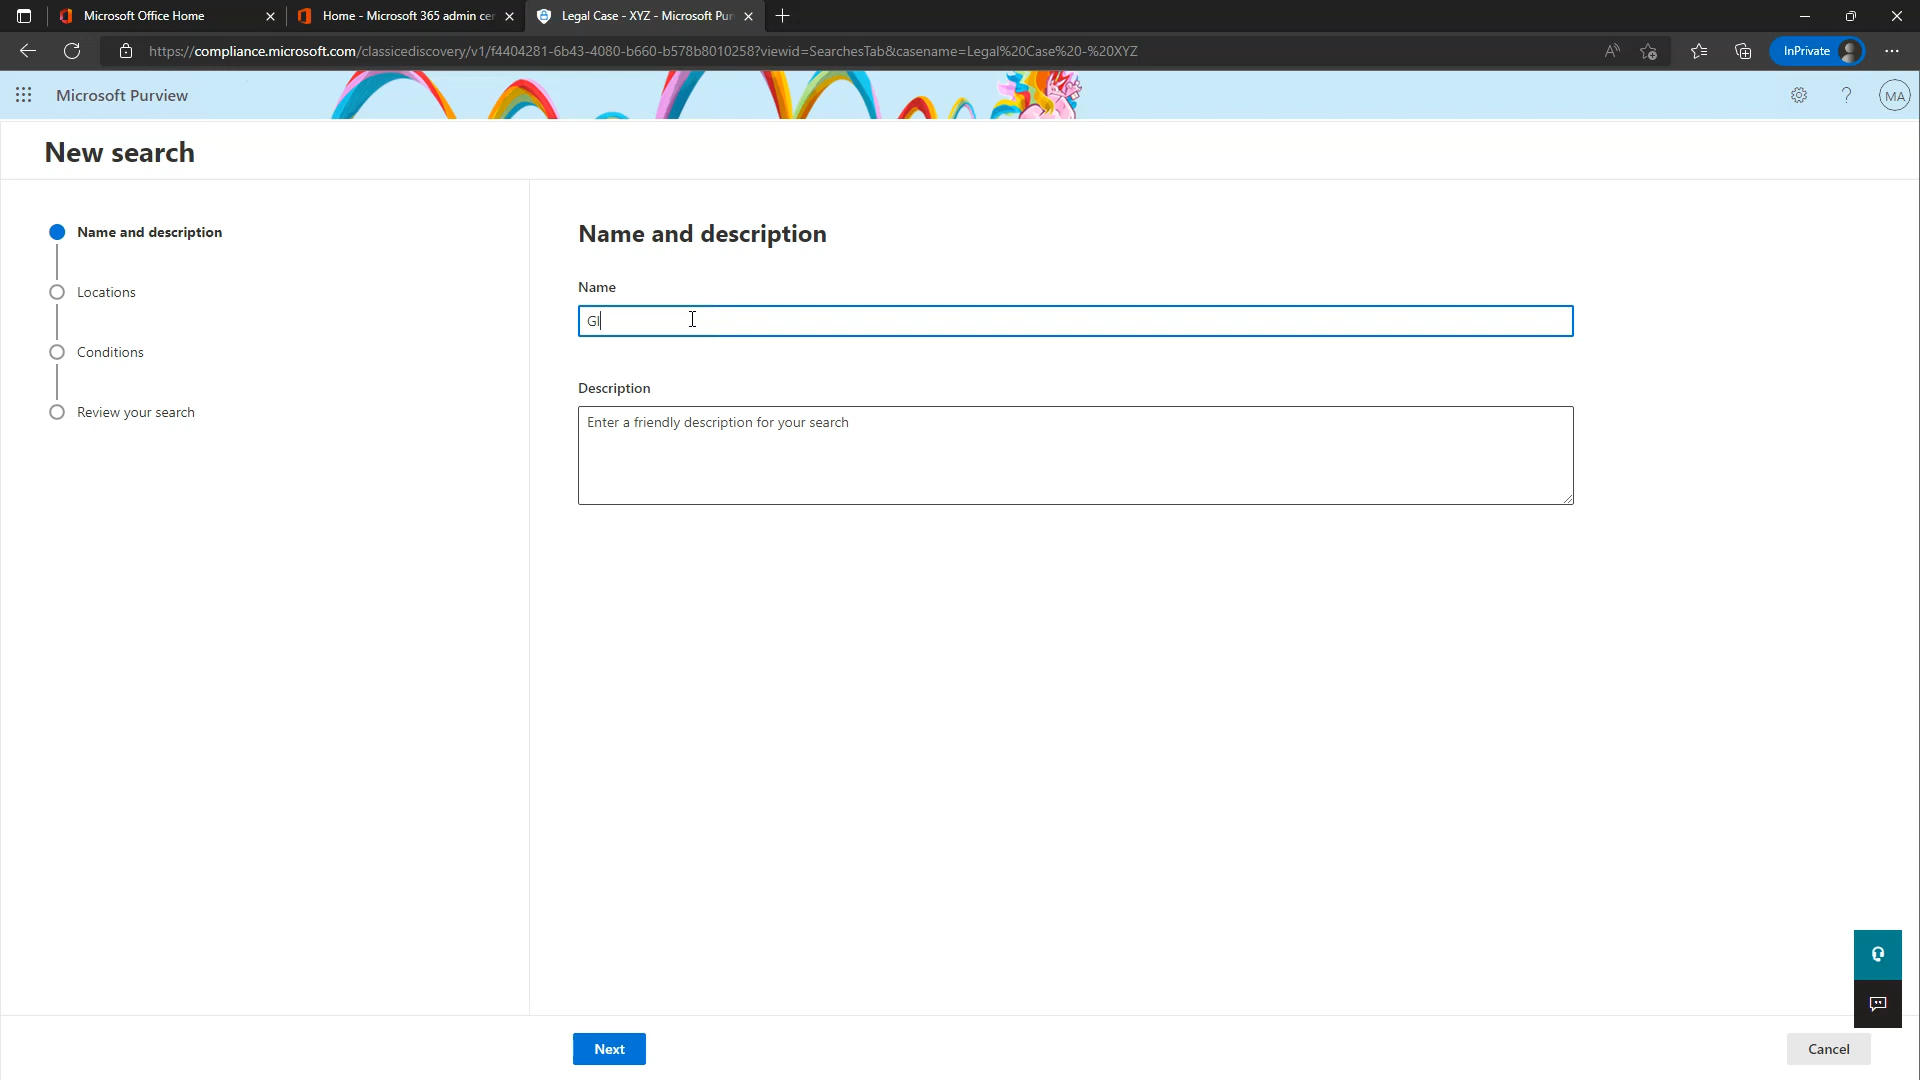 Microsoft Office Home
Home - Microsoft 365 admin cer
Legal Case - XYZ - Microsoft Pur
https://compliance.microsoft.com/classicediscovery/v1/f4404281-6b43-4080-b660-b578b8010258?viewid=SearchesTab&casename=Legal%20Case%20-%20XYZ
InPrivate
Microsoft Purview
MA
New search
Name and description
Locations
Conditions
Review your search
Name and description
Name
Gl
Description
Enter a friendly description for your search
Next
Cancel